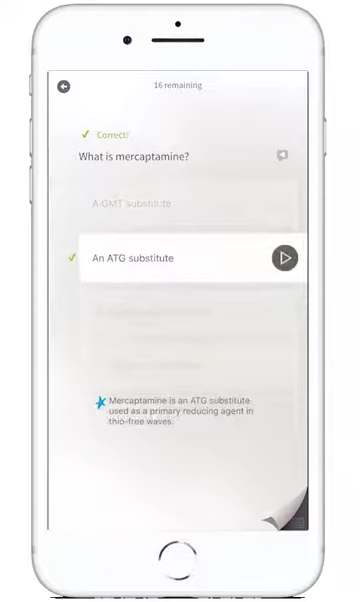 16 remaining
Correct!
What is mercaptamine?
A GMT substitute
An ATG substitute
Mercaptamine is an ATG substitute
used as a primary reducing agent in
thio-free waves.